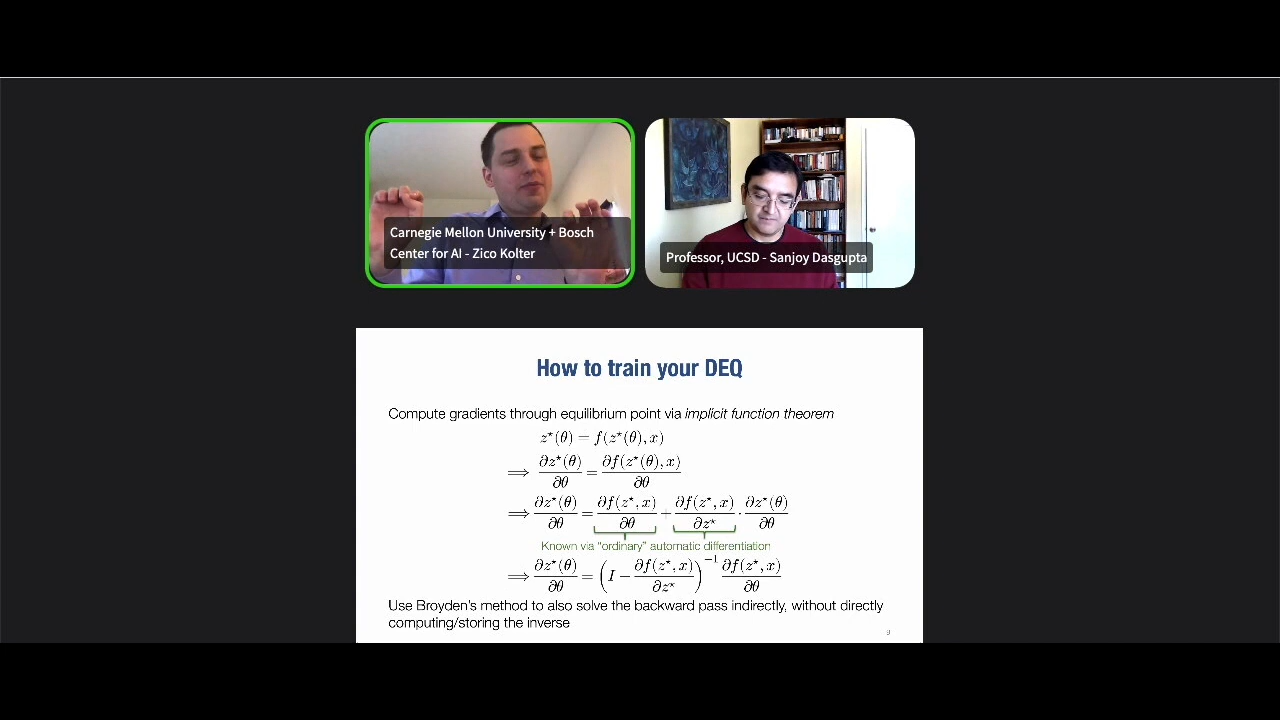 Carnegie Mellon University + Bosch
Center for AI - Zico Kolter
Professor, UCSD - Sanjoy Dasgupta
How to train your DEQ
Compute gradients through equilibrium point via implicit function theorem
z⋆(θ) = f(z⋆(θ), x)
⟹ ∂z⋆(θ)/∂θ = ∂f(z⋆(θ), x)/∂θ
⟹ ∂z⋆(θ)/∂θ = ∂f(z⋆, x)/∂θ + ∂f(z⋆, x)/∂z⋆ · ∂z⋆(θ)/∂θ
Known via “ordinary” automatic differentiation
⟹ ∂z⋆(θ)/∂θ = (I − ∂f(z⋆, x)/∂z⋆)⁻¹ ∂f(z⋆, x)/∂θ
Use Broyden’s method to also solve the backward pass indirectly, without directly
computing/storing the inverse
9